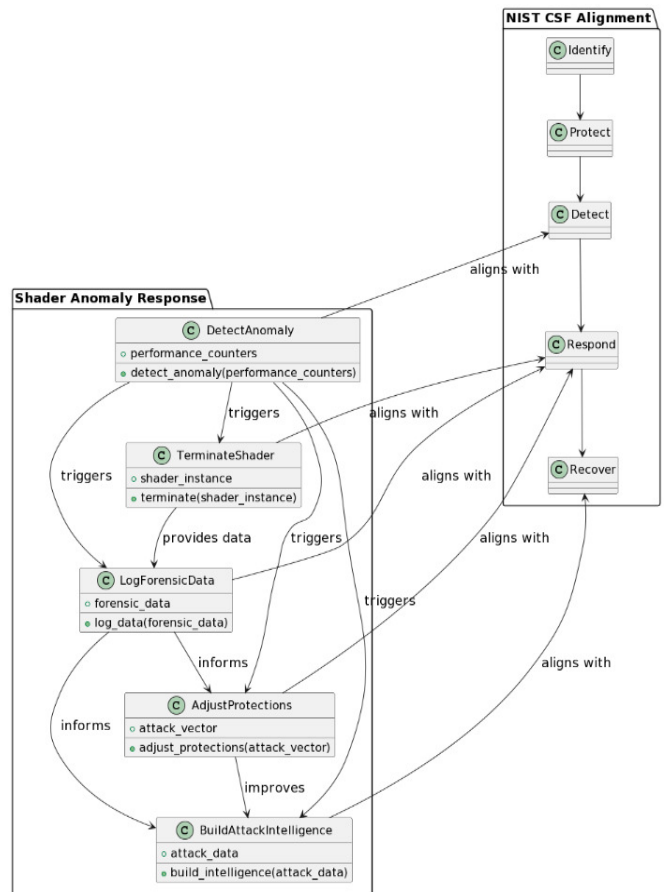 NIST CSF Alignment
C Identify
C Protect
C Detect
aligns with
Shader Anomaly Response
C DetectAnomaly
performance_counters
detect_anomaly(performance_counters)
C Respond
triggers
aligns with
C TerminateShader
shader_instance
terminate(shader_instance)
C Recover
triggers
aligns with
provides data
triggers
aligns with
C LogForensicData
forensic_data
log_data(forensic_data)
triggers
informs
aligns with
C AdjustProtections
attack_vector
adjust_protections(attack_vector)
informs
improves
C BuildAttackIntelligence
attack_data
build_intelligence(attack_data)